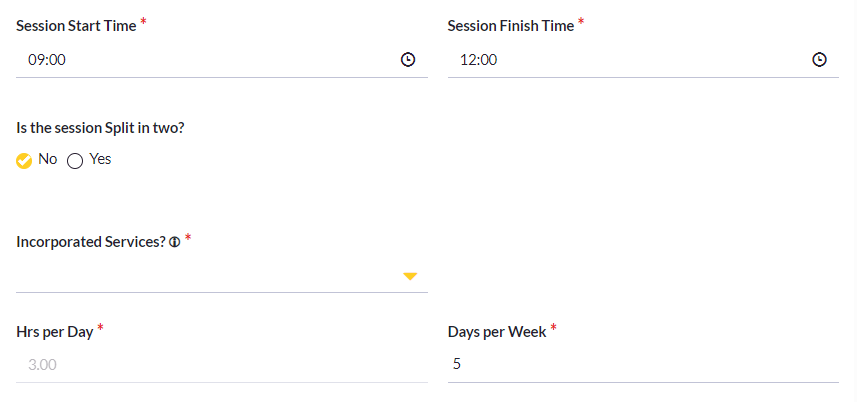 Session Start Time * Session Finish Time *
09:00 12:00
Is the session Split in two?
No Yes
Incorporated Services? *
Hrs per Day * Days per Week *
3.00 5